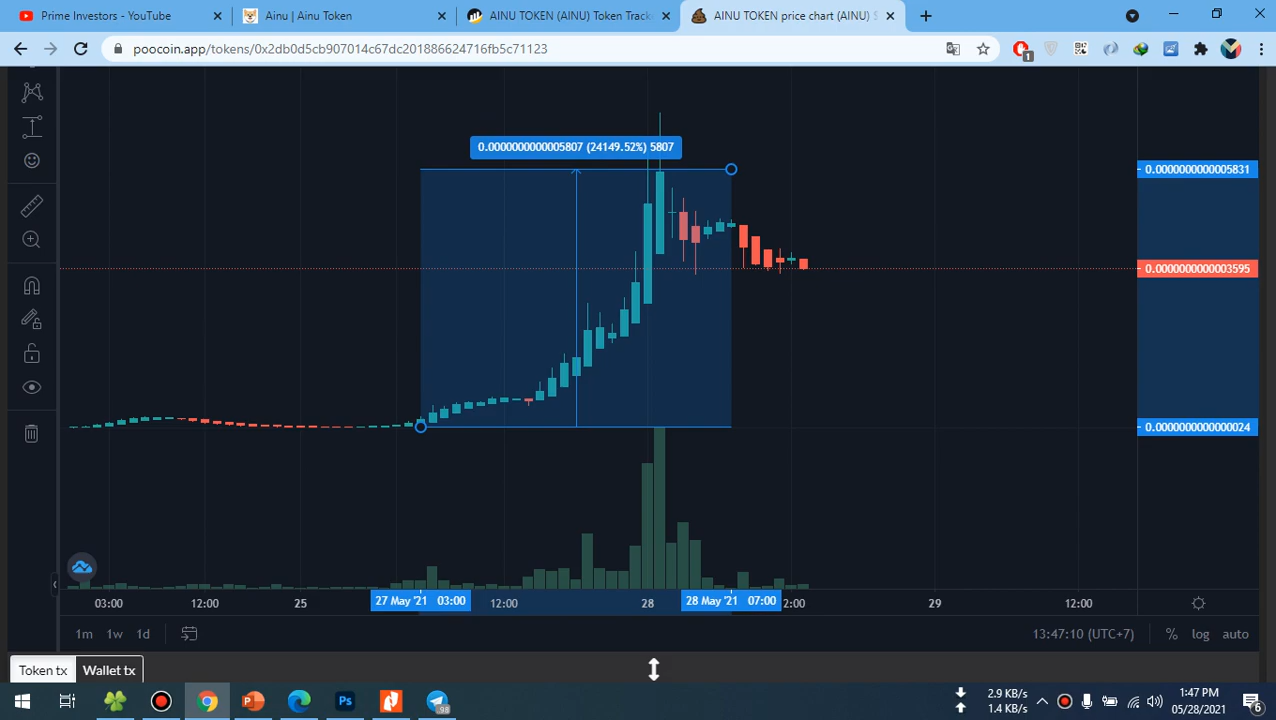 Prime Investors - YouTube
Ainu | Ainu Token
AINU TOKEN (AINU) Token Track
AINU TOKEN price chart (AINU) S
poocoin.app/tokens/0x2db0d5cb907014c67dc201886624716fb5c71123
1
0.0000000000005807 (24149.52%) 5807
0.0000000000005831
0.0000000000003595
0.0000000000000024
03:00
12:00
25
27 May '21 03:00
12:00
28
28 May '21 07:00
2:00
29
12:00
1m 1w 1d
13:47:10 (UTC+7)
% log auto
Token tx
Wallet tx
98
2.9 KB/s
1.4 KB/s
1:47 PM
05/28/2021
6